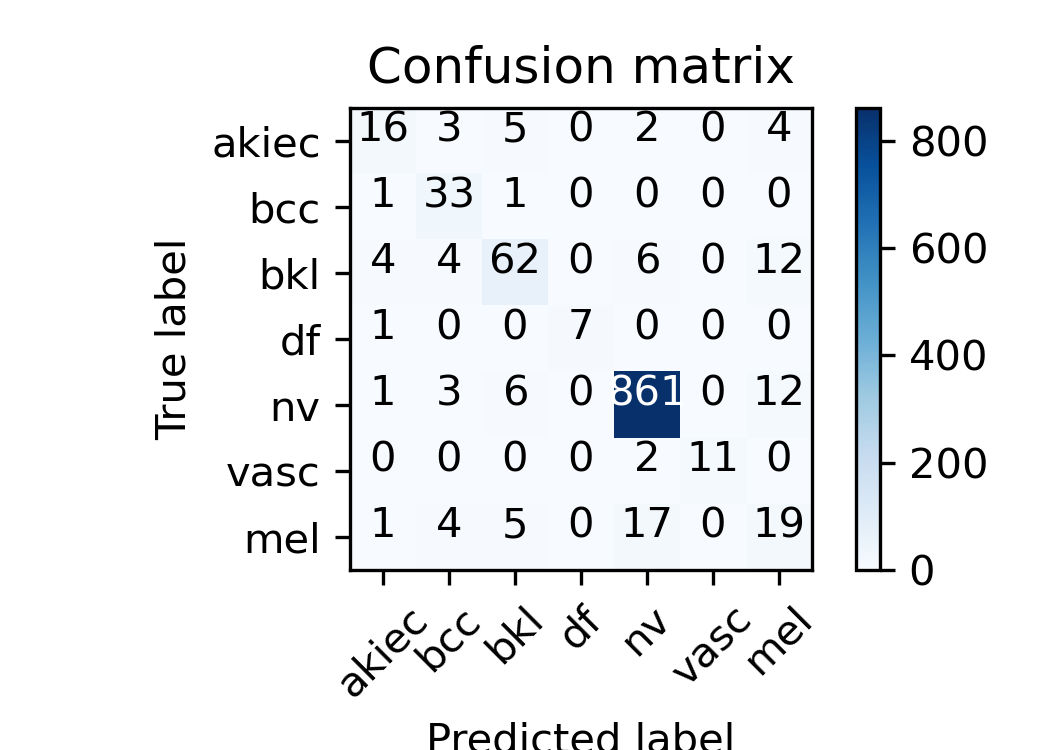 Confusion matrix
True label
akiec 16 3 5 0 2 0 4
bcc 1 33 1 0 0 0 0
bkl 4 4 62 0 6 0 12
df 1 0 0 7 0 0 0
nv 1 3 6 0 861 0 12
vasc 0 0 0 0 2 11 0
mel 1 4 5 0 17 0 19
akiec bcc bkl df nv vasc mel
Predicted label
800
600
400
200
0